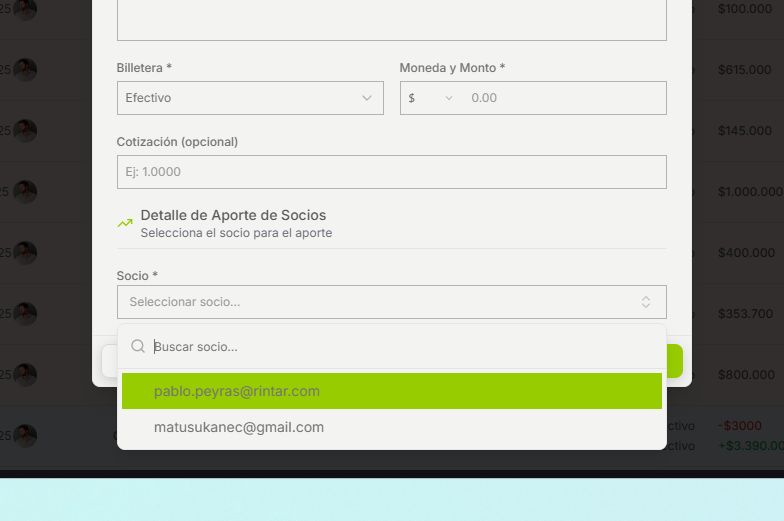 $100.000
25
Billetera *
Moneda y Monto *
$615.000
25
Efectivo
$
0.00
25
$145.000
Cotización (opcional)
Ej: 1.0000
25
$1.000.000
Detalle de Aporte de Socios
Selecciona el socio para el aporte
25
$400.000
Socio *
Seleccionar socio...
25
$353.700
Buscar socio...
25
$800.000
pablo.peyras@rintar.com
matusukanec@gmail.com
-$3000
25
+$3.390.00